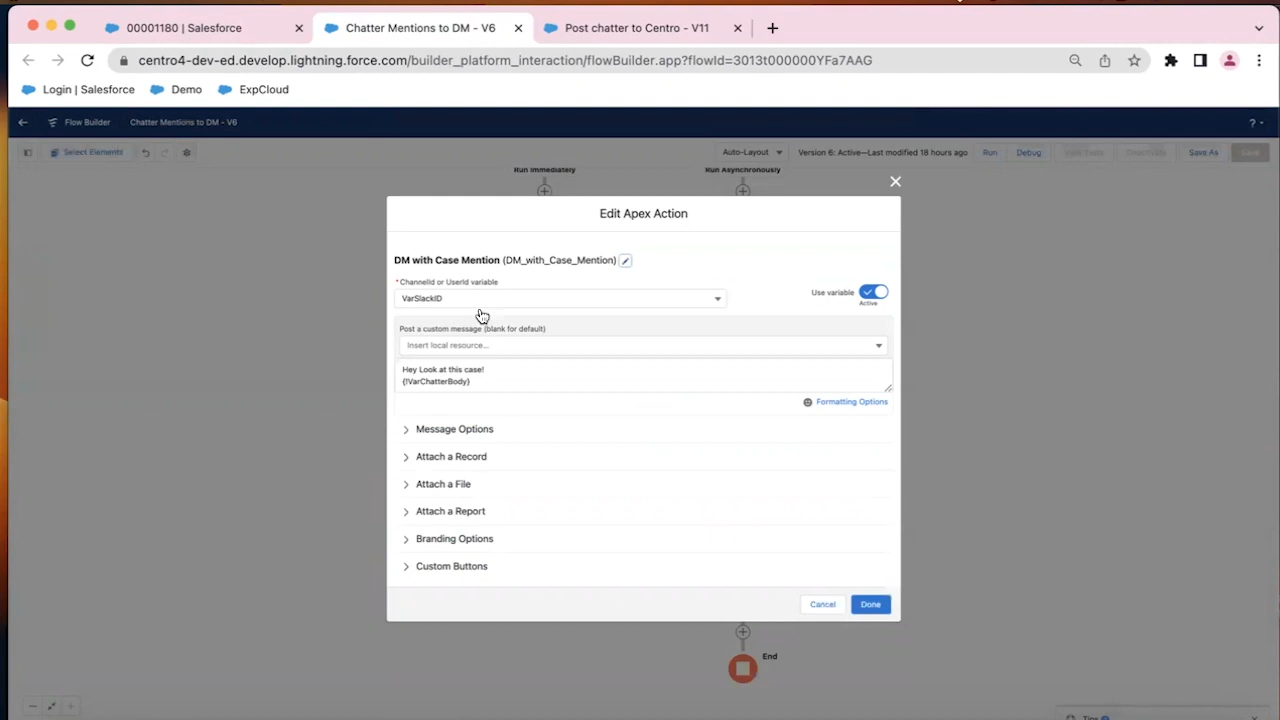 00001180 | Salesforce
Chatter Mentions to DM - V6
Post chatter to Centro - V11
centro4-dev-ed.develop.lightning.force.com/builder_platform_interaction/flowBuilder.app?flowId=3013t000000YFa7AAG
Login | Salesforce
Demo
ExpCloud
Flow Builder
Chatter Mentions to DM - V6
?
Select Elements
Auto-Layout
Version 6: Active—Last modified 18 hours ago
Run
Debug
Save As
Save
Run Immediately
Run Asynchronously
Edit Apex Action
DM with Case Mention (DM_with_Case_Mention)
* ChannelId or UserId variable
VarSlackID
Use variable
Active
Post a custom message (blank for default)
Insert local resource...
Hey Look at this case!
{!VarChatterBody}
Formatting Options
Message Options
Attach a Record
Attach a File
Attach a Report
Branding Options
Custom Buttons
Cancel
Done
End